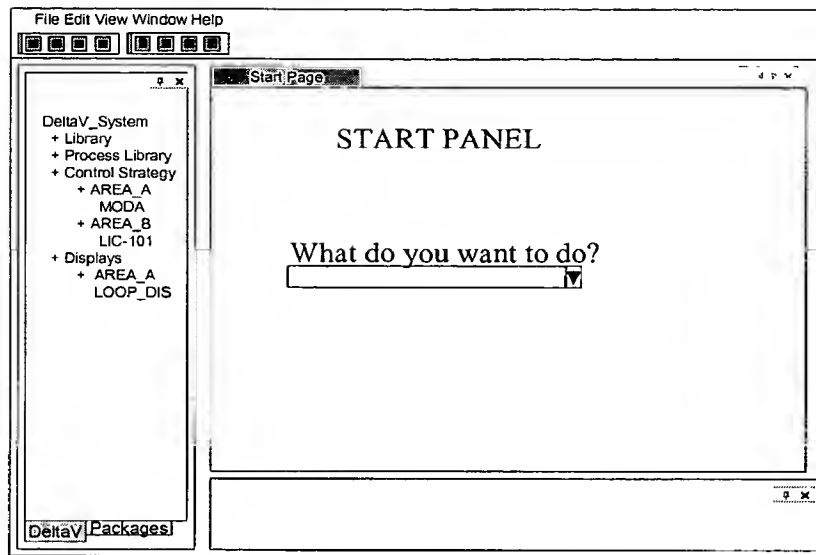 File Edit View Window Help
Start Page
DeltaV_System
+ Library
+ Process Library
+ Control Strategy
+ AREA_A
MODA
+ AREA_B
LIC-101
+ Displays
+ AREA_A
LOOP_DIS
DeltaV Packages
START PANEL
What do you want to do?